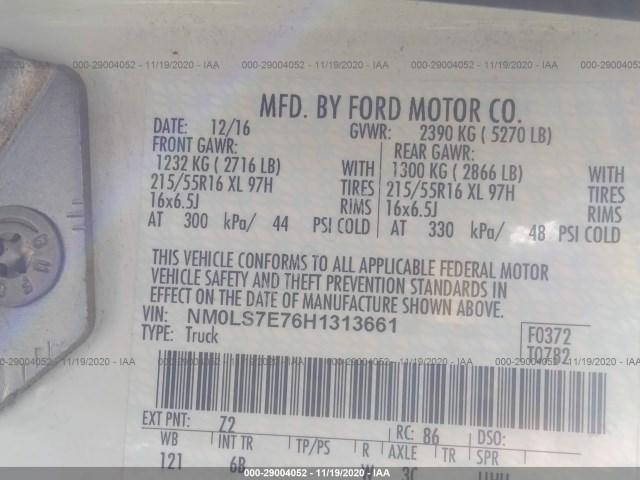 000-29004052 - 11/19/2020 - IAA
MFD. BY FORD MOTOR CO.
DATE: 12/16 GVWR: 2390 KG ( 5270 LB)
FRONT GAWR: REAR GAWR:
1232 KG ( 2716 LB) WITH 1300 KG ( 2866 LB) WITH
215/55R16 XL 97H TIRES 215/55R16 XL 97H TIRES
16x6.5J RIMS 16x6.5J RIMS
AT 300 kPa/ 44 PSI COLD AT 330 kPa/ 48 PSI COLD
THIS VEHICLE CONFORMS TO ALL APPLICABLE FEDERAL MOTOR
VEHICLE SAFETY AND THEFT PREVENTION STANDARDS IN
EFFECT ON THE DATE OF MANUFACTURE SHOWN ABOVE.
VIN: NM0LS7E76H1313661
TYPE: Truck
F0372
T0782
EXT PNT: 72 RC: 86 DSO:
WB INT TR TP/PS R AXLE TR SPR
121 6B W 3C
000-29004052 - 11/19/2020 - IAA